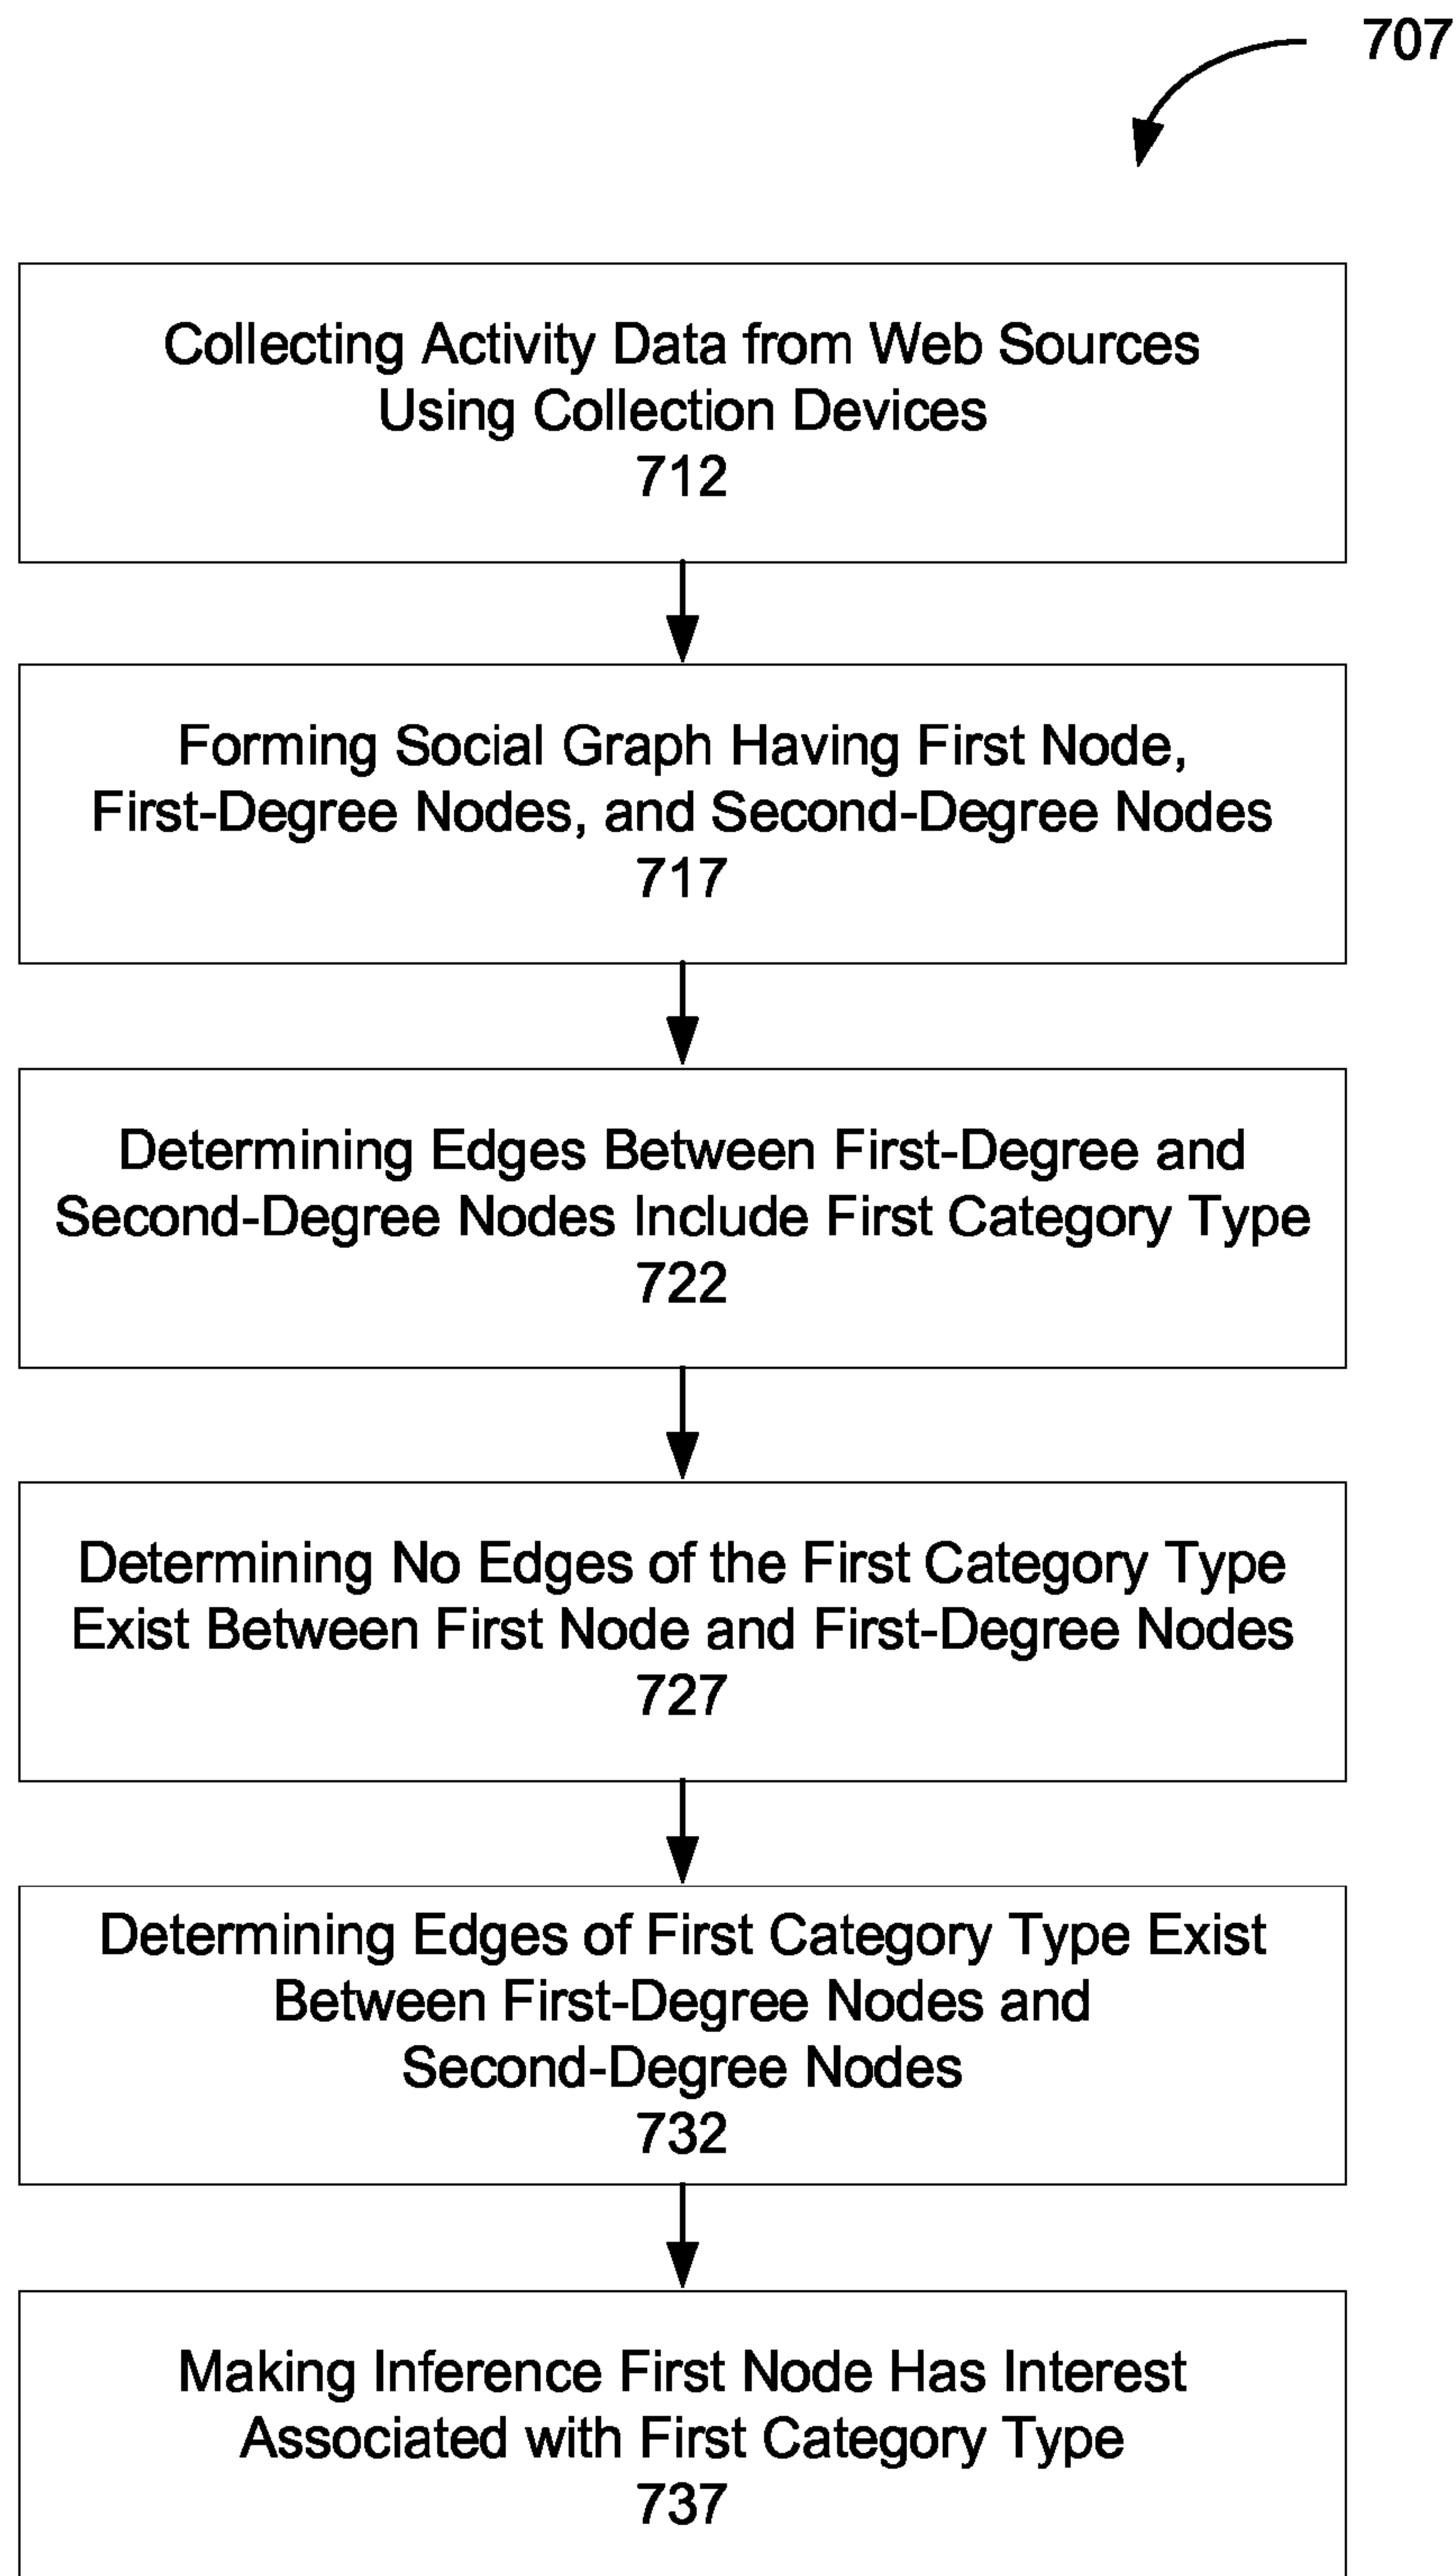 707
Collecting Activity Data from Web Sources
Using Collection Devices
712
Forming Social Graph Having First Node,
First-Degree Nodes, and Second-Degree Nodes
717
Determining Edges Between First-Degree and
Second-Degree Nodes Include First Category Type
722
Determining No Edges of the First Category Type
Exist Between First Node and First-Degree Nodes
727
Determining Edges of First Category Type Exist
Between First-Degree Nodes and
Second-Degree Nodes
732
Making Inference First Node Has Interest
Associated with First Category Type
737